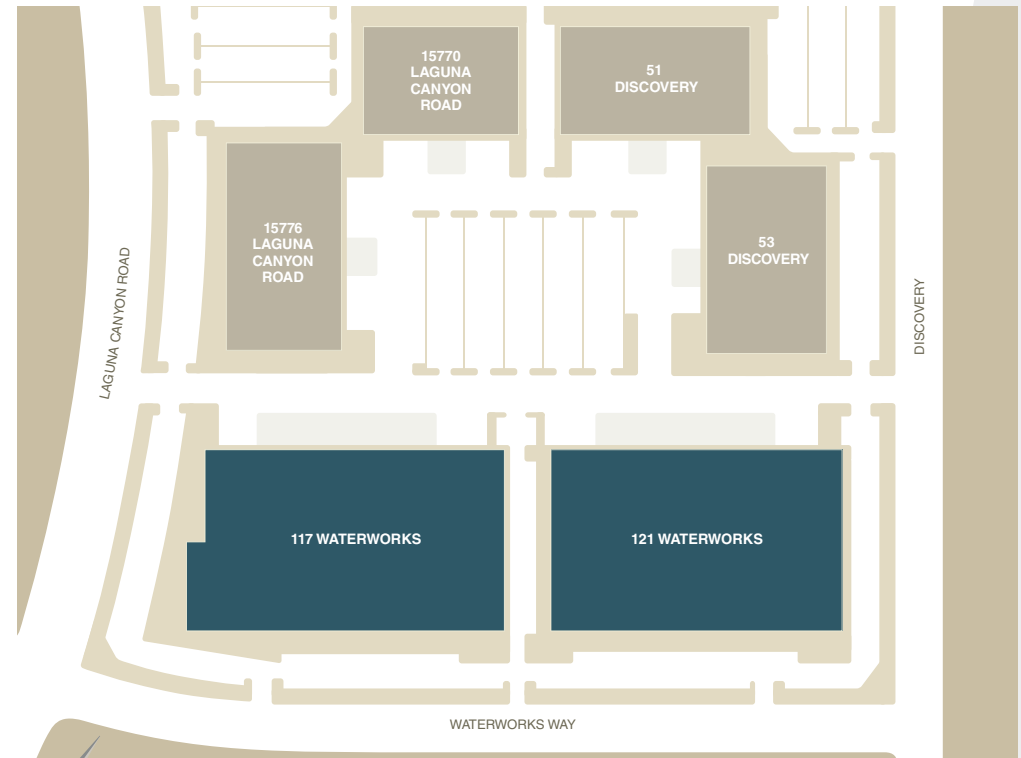 15770
LAGUNA
CANYON
ROAD
51
DISCOVERY
15776
LAGUNA
CANYON
ROAD
53
DISCOVERY
LAGUNA CANYON ROAD
DISCOVERY
117 WATERWORKS
121 WATERWORKS
WATERWORKS WAY